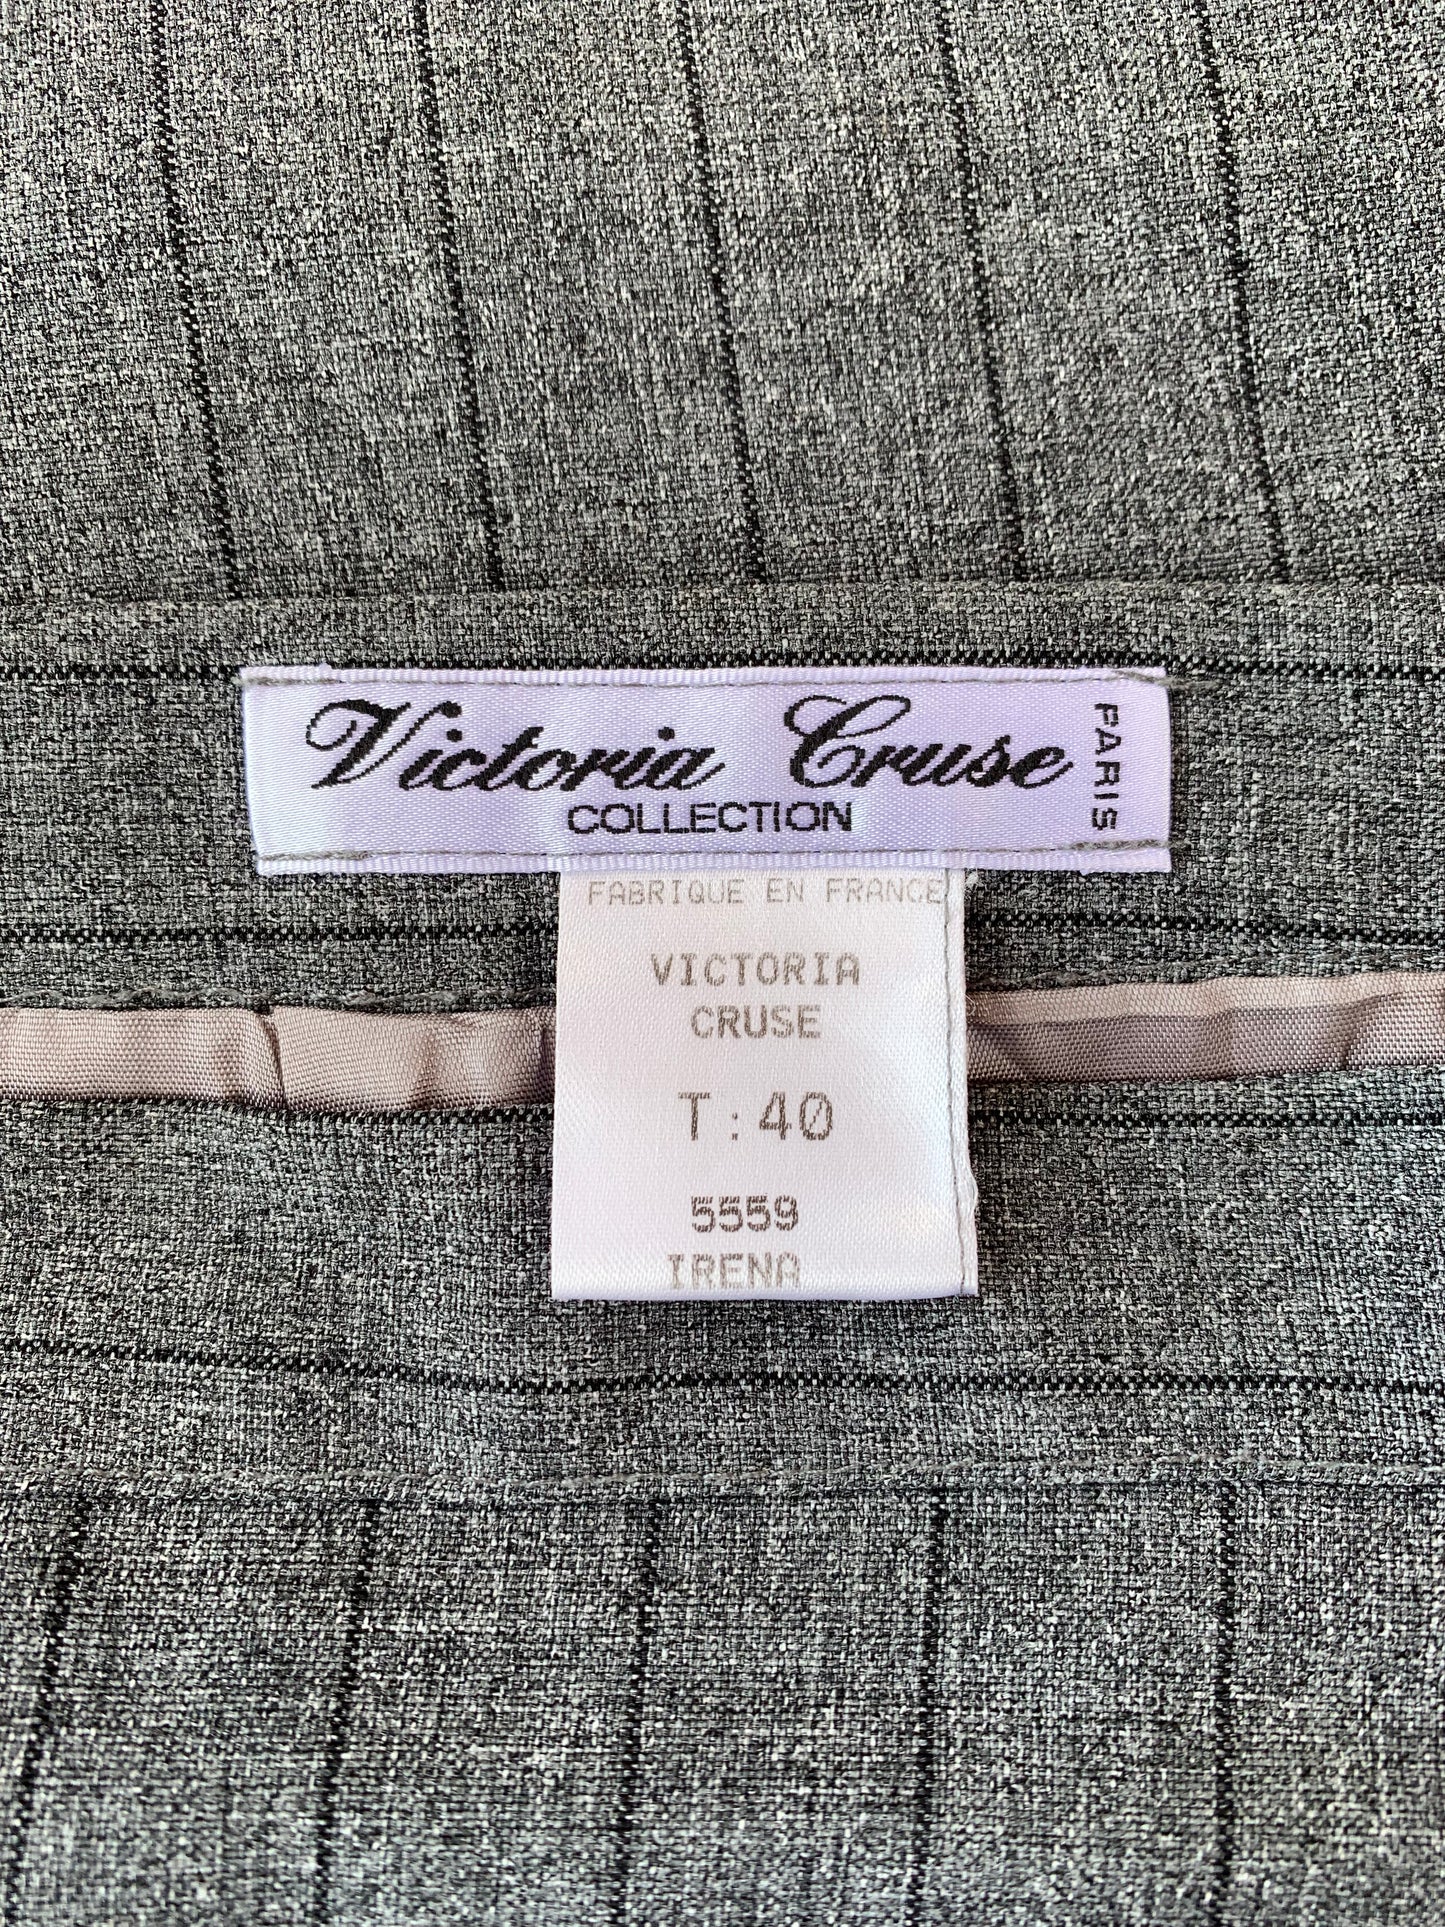 Victoria Cruse
COLLECTION
PARIS
FABRIQUE EN FRANCE
VICTORIA
CRUSE
T:40
5559
IRENA